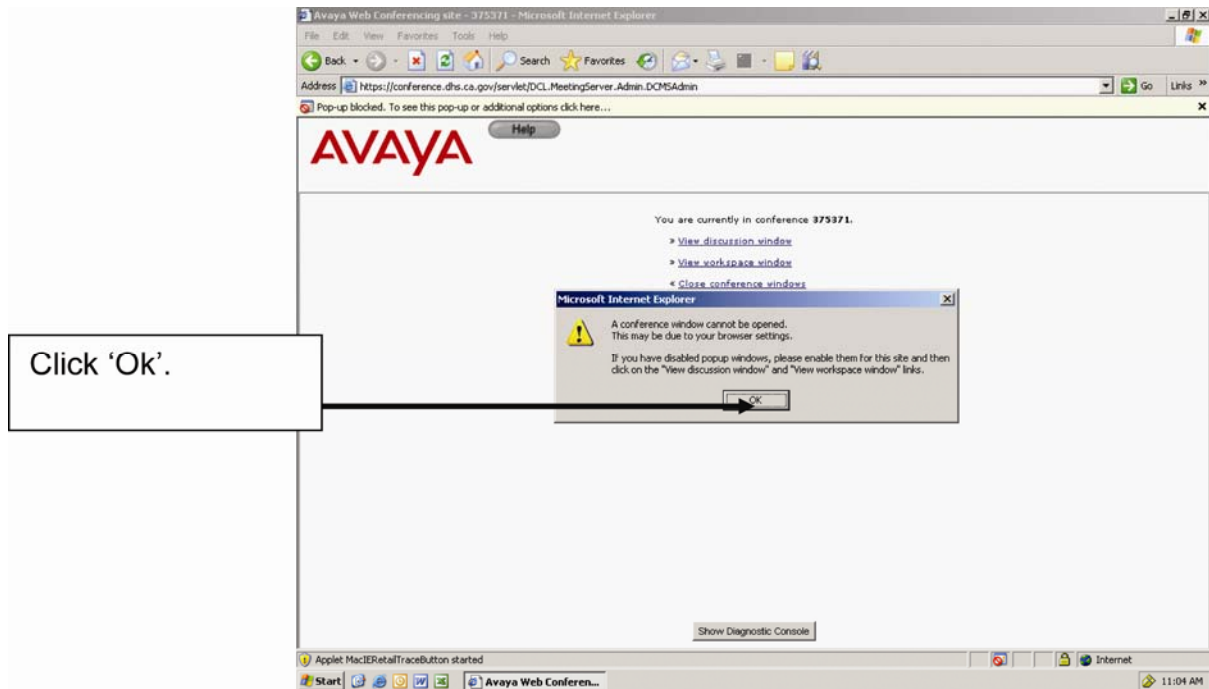 Avaya Web Conferencing site - 375371 - Microsoft Internet Explorer
File Edit View Favorites Tools Help
Back Search Favorites
Address https://conference.dhs.ca.gov/servlet/DCL.MeetingServer.Admin.DCMSAdmin Go Links »
Pop-up blocked. To see this pop-up or additional options click here...
Help
AVAYA
You are currently in conference 375371.
» View discussion window
» View workspace window
« Close conference windows
Microsoft Internet Explorer
A conference window cannot be opened.
This may be due to your browser settings.
If you have disabled popup windows, please enable them for this site and then
click on the "View discussion window" and "View workspace window" links.
OK
Click ‘Ok’.
Show Diagnostic Console
Applet MacIERetailTraceButton started Internet
Start Avaya Web Conferen... 11:04 AM